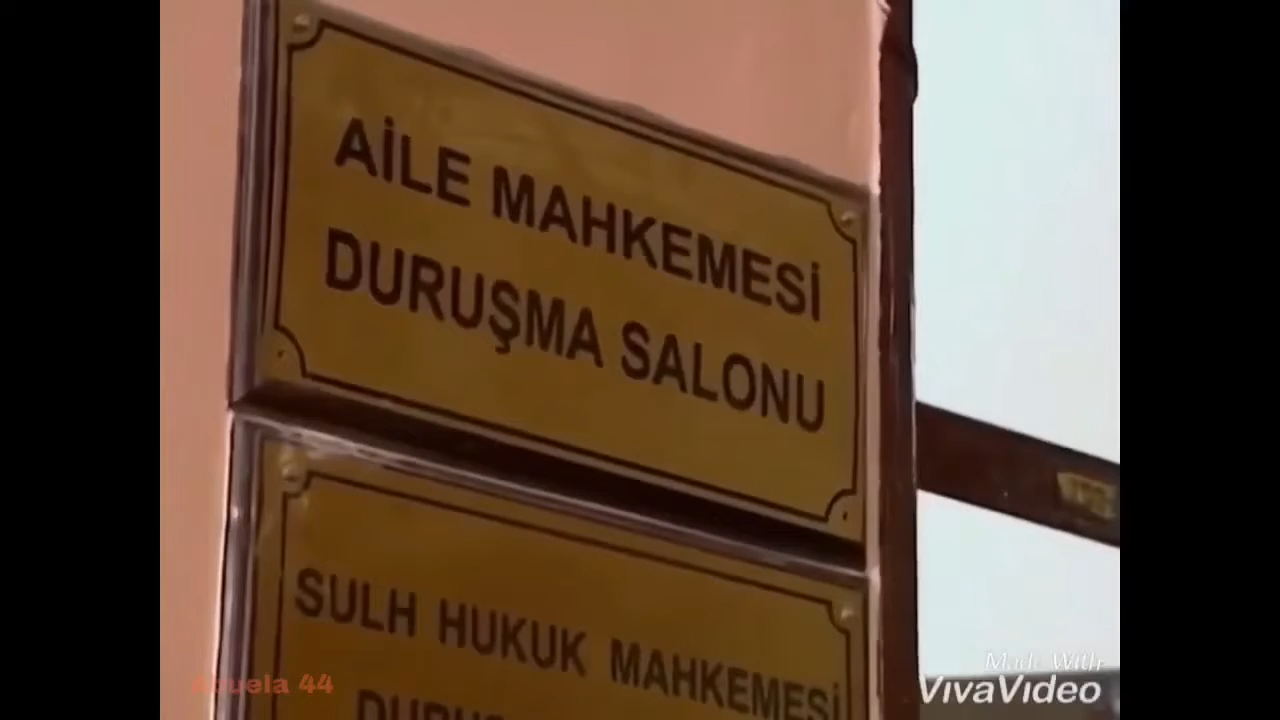 AİLE MAHKEMESİ
DURUŞMA SALONU
SULH HUKUK MAHKEMESİ
Made With
VivaVideo